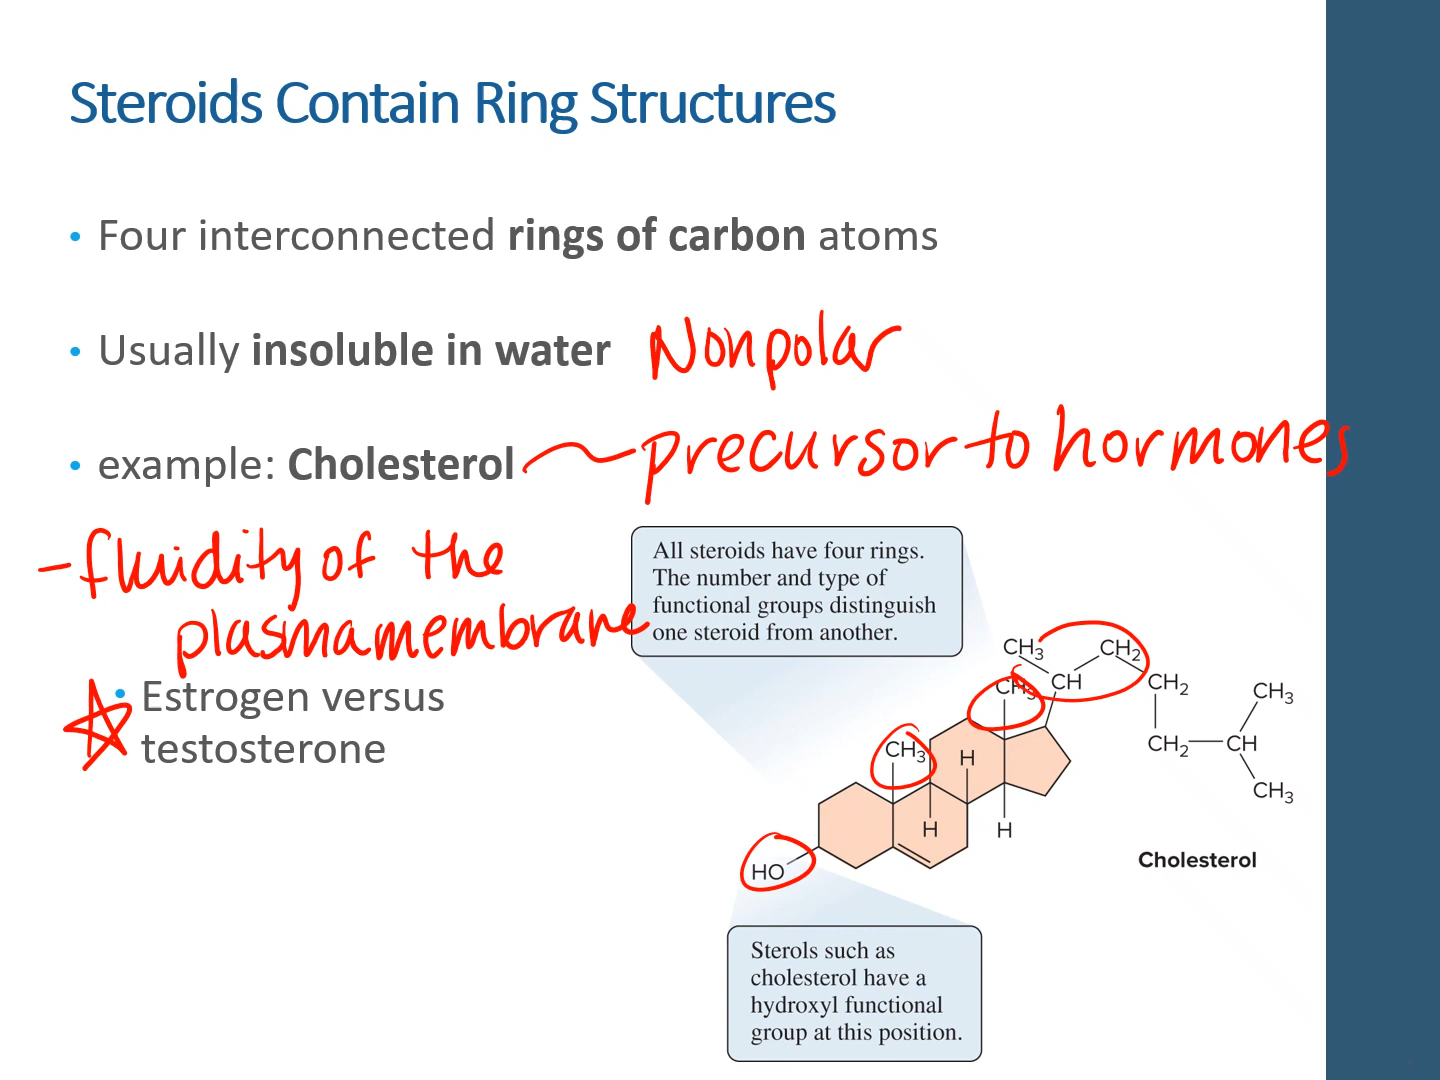 Steroids Contain Ring Structures
• Four interconnected rings of carbon atoms
• Usually insoluble in water Nonpolar
• example: Cholesterol precursor to hormones
- fluidity of the
plasma membrane
• Estrogen versus
testosterone
All steroids have four rings.
The number and type of
functional groups distinguish
one steroid from another.
CH3
CH2
CH3
CH
CH2
CH3
CH3
H
CH2
CH
CH3
H
H
HO
Cholesterol
Sterols such as
cholesterol have a
hydroxyl functional
group at this position.